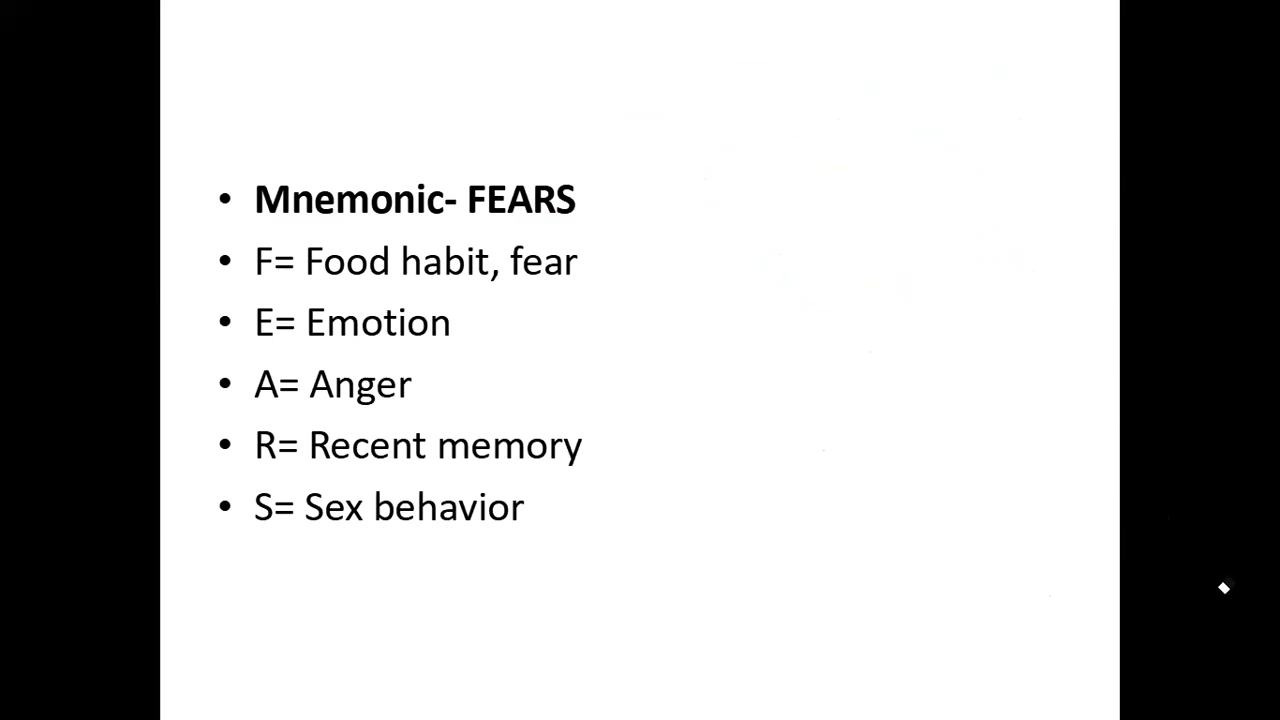 • Mnemonic- FEARS
• F= Food habit, fear
• E= Emotion
• A= Anger
• R= Recent memory
• S= Sex behavior